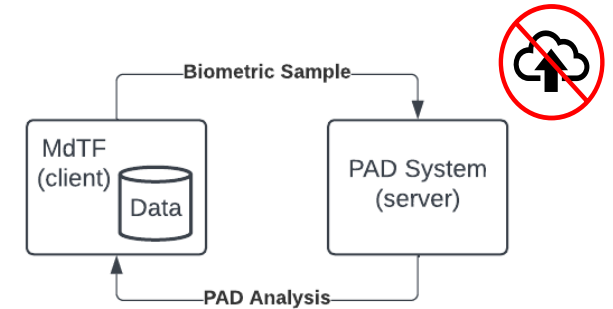 Biometric Sample
MdTF
(client)
Data
PAD System
(server)
PAD Analysis